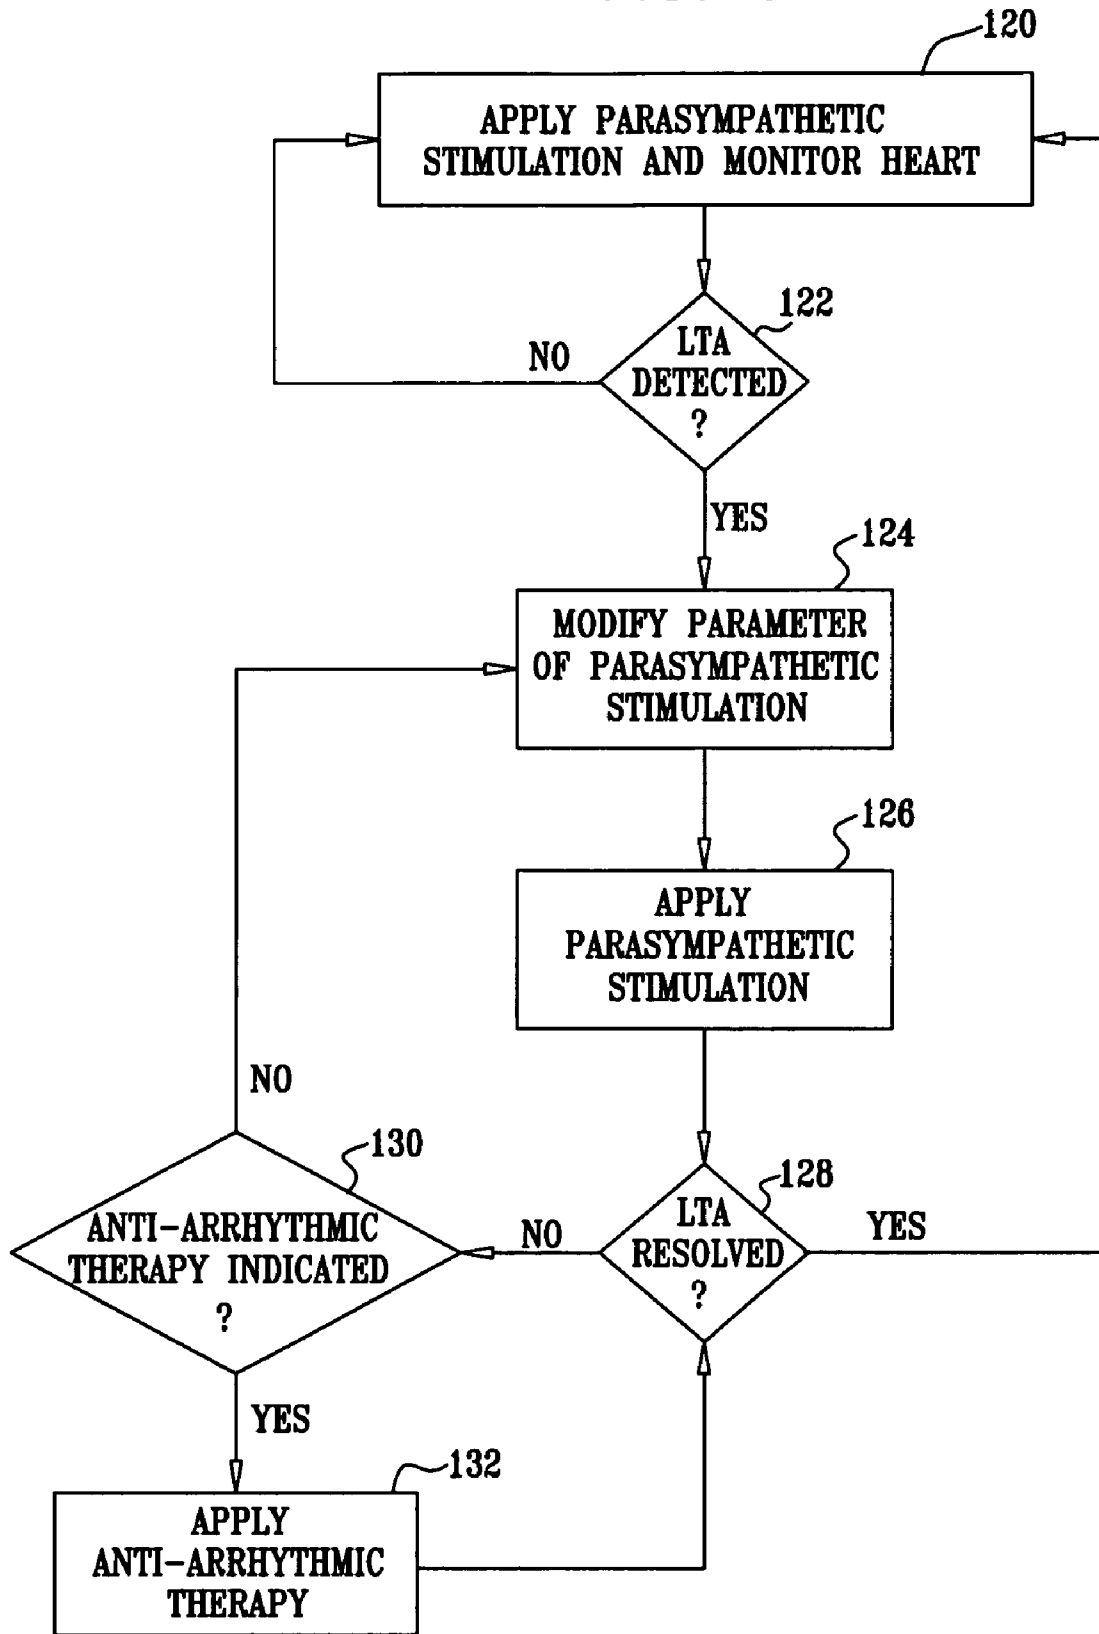 120
APPLY PARASYMPATHETIC
STIMULATION AND MONITOR HEART
122
LTA
DETECTED
?
NO
YES
124
MODIFY PARAMETER
OF PARASYMPATHETIC
STIMULATION
126
APPLY
PARASYMPATHETIC
STIMULATION
NO
130
128
ANTI-ARRHYTHMIC
THERAPY INDICATED
?
NO
LTA
RESOLVED
?
YES
YES
132
APPLY
ANTI-ARRHYTHMIC
THERAPY